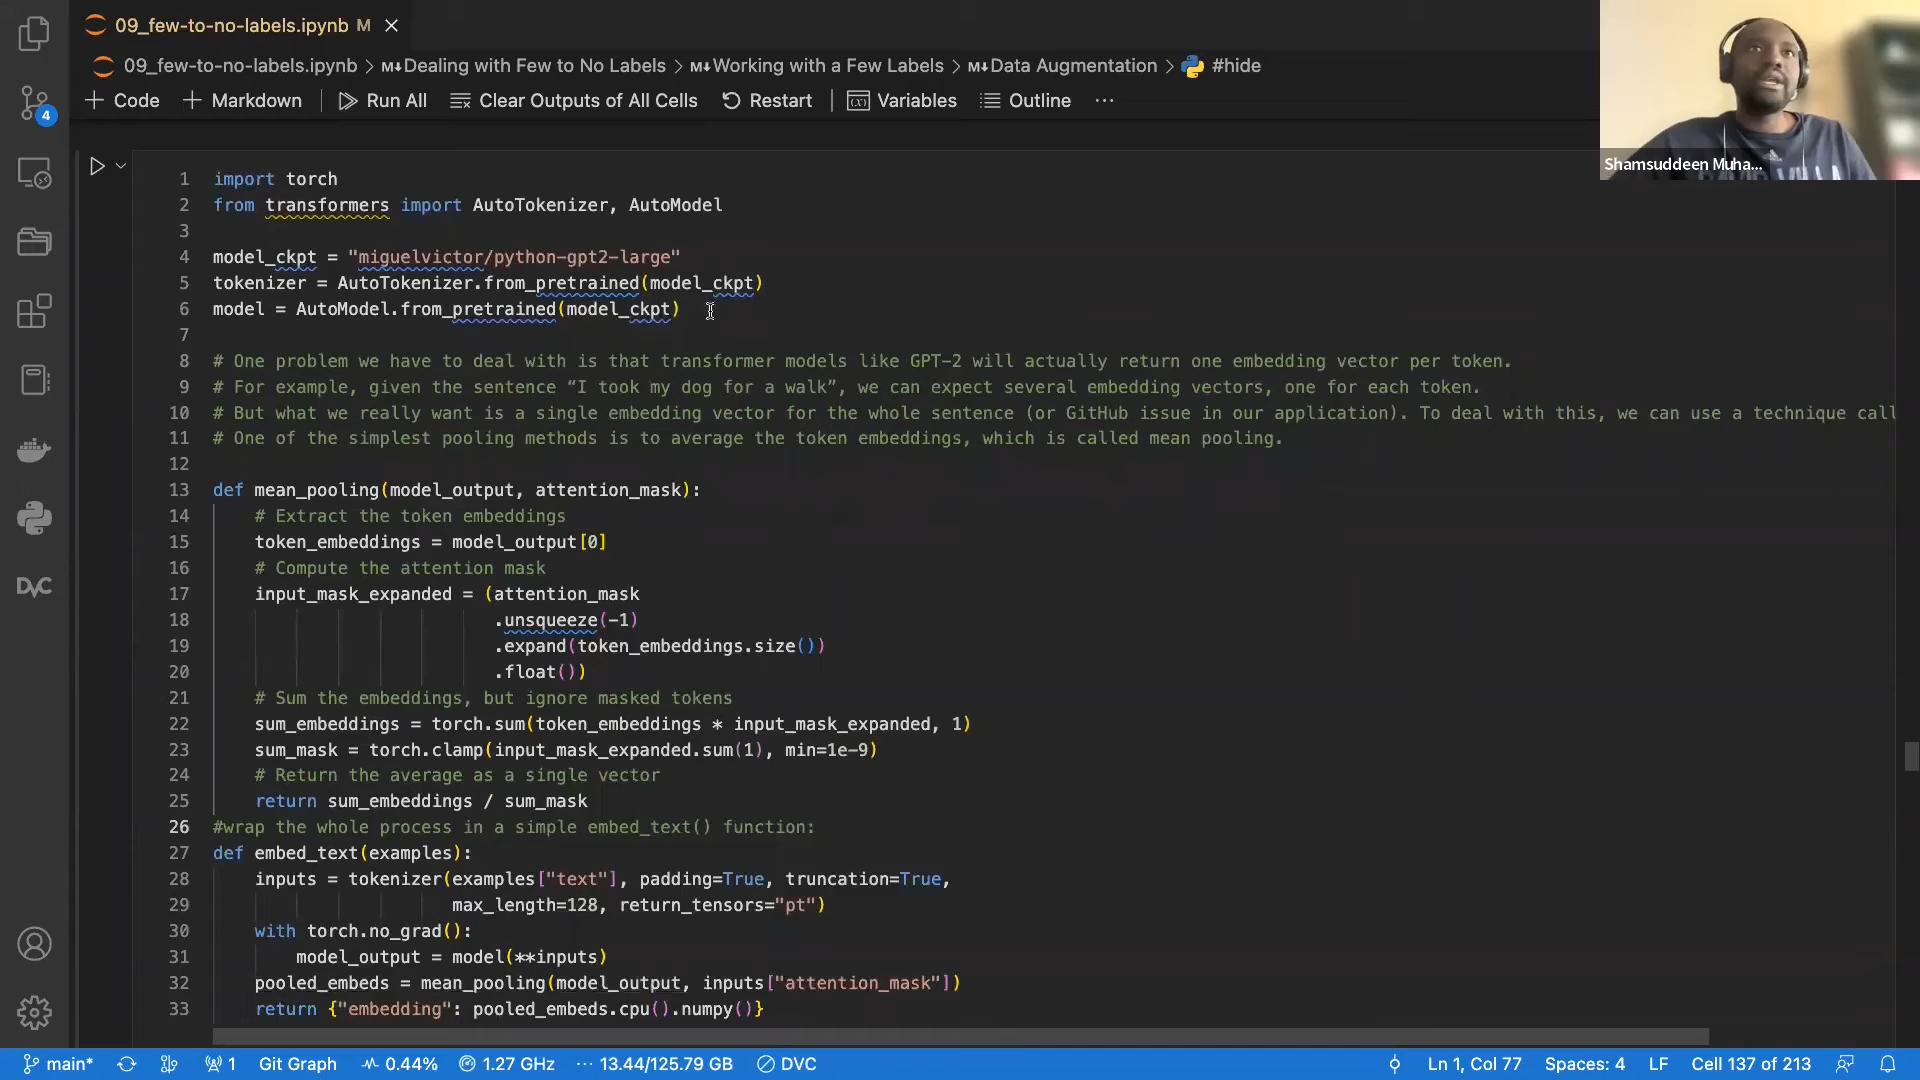 09_few-to-no-labels.ipynb M
09_few-to-no-labels.ipynb > M↓Dealing with Few to No Labels > M↓Working with a Few Labels > M↓Data Augmentation > #hide
+ Code + Markdown | Run All Clear Outputs of All Cells Restart | Variables Outline ...
Shamsuddeen Muha...
4
1 import torch
2 from transformers import AutoTokenizer, AutoModel
3
4 model_ckpt = "miguelvictor/python-gpt2-large"
5 tokenizer = AutoTokenizer.from_pretrained(model_ckpt)
6 model = AutoModel.from_pretrained(model_ckpt)
7
8 # One problem we have to deal with is that transformer models like GPT-2 will actually return one embedding vector per token.
9 # For example, given the sentence “I took my dog for a walk”, we can expect several embedding vectors, one for each token.
10 # But what we really want is a single embedding vector for the whole sentence (or GitHub issue in our application). To deal with this, we can use a technique call
11 # One of the simplest pooling methods is to average the token embeddings, which is called mean pooling.
12
13 def mean_pooling(model_output, attention_mask):
14 # Extract the token embeddings
15 token_embeddings = model_output[0]
16 # Compute the attention mask
17 input_mask_expanded = (attention_mask
18 .unsqueeze(-1)
19 .expand(token_embeddings.size())
20 .float())
21 # Sum the embeddings, but ignore masked tokens
22 sum_embeddings = torch.sum(token_embeddings * input_mask_expanded, 1)
23 sum_mask = torch.clamp(input_mask_expanded.sum(1), min=1e-9)
24 # Return the average as a single vector
25 return sum_embeddings / sum_mask
26 #wrap the whole process in a simple embed_text() function:
27 def embed_text(examples):
28 inputs = tokenizer(examples["text"], padding=True, truncation=True,
29 max_length=128, return_tensors="pt")
30 with torch.no_grad():
31 model_output = model(**inputs)
32 pooled_embeds = mean_pooling(model_output, inputs["attention_mask"])
33 return {"embedding": pooled_embeds.cpu().numpy()}
DVC
main* 1 Git Graph 0.44% 1.27 GHz ... 13.44/125.79 GB DVC Ln 1, Col 77 Spaces: 4 LF Cell 137 of 213